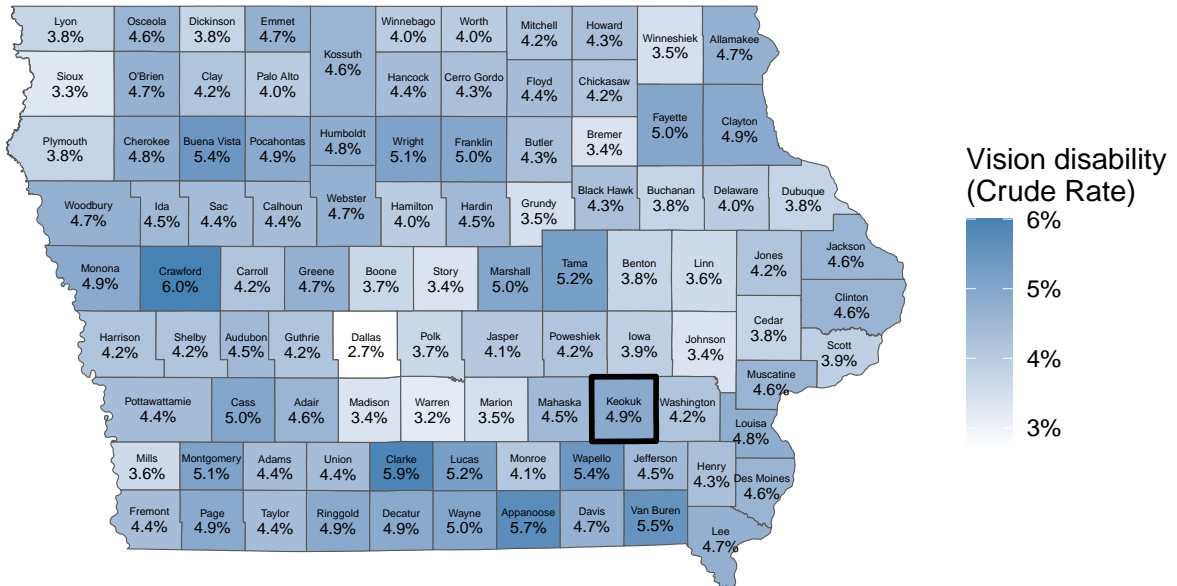 Lyon
3.8%
Osceola
4.6%
Dickinson
3.8%
Emmet
4.7%
Winnebago
4.0%
Worth
4.0%
Mitchell
4.2%
Howard
4.3%
Winneshiek
3.5%
Allamakee
4.7%
Kossuth
4.6%
Sioux
3.3%
O'Brien
4.7%
Clay
4.2%
Palo Alto
4.0%
Hancock
4.4%
Cerro Gordo
4.3%
Floyd
4.4%
Chickasaw
4.2%
Fayette
5.0%
Clayton
4.9%
Plymouth
3.8%
Cherokee
4.8%
Buena Vista
5.4%
Pocahontas
4.9%
Humboldt
4.8%
Wright
5.1%
Franklin
5.0%
Butler
4.3%
Bremer
3.4%
Woodbury
4.7%
Ida
4.5%
Sac
4.4%
Calhoun
4.4%
Webster
4.7%
Hamilton
4.0%
Hardin
4.5%
Grundy
3.5%
Black Hawk
4.3%
Buchanan
3.8%
Delaware
4.0%
Dubuque
3.8%
Monona
4.9%
Crawford
6.0%
Carroll
4.2%
Greene
4.7%
Boone
3.7%
Story
3.4%
Marshall
5.0%
Tama
5.2%
Benton
3.8%
Linn
3.6%
Jones
4.2%
Jackson
4.6%
Clinton
4.6%
Harrison
4.2%
Shelby
4.2%
Audubon
4.5%
Guthrie
4.2%
Dallas
2.7%
Polk
3.7%
Jasper
4.1%
Poweshiek
4.2%
Iowa
3.9%
Johnson
3.4%
Cedar
3.8%
Scott
3.9%
Muscatine
4.6%
Pottawattamie
4.4%
Cass
5.0%
Adair
4.6%
Madison
3.4%
Warren
3.2%
Marion
3.5%
Mahaska
4.5%
Keokuk
4.9%
Washington
4.2%
Louisa
4.8%
Mills
3.6%
Montgomery
5.1%
Adams
4.4%
Union
4.4%
Clarke
5.9%
Lucas
5.2%
Monroe
4.1%
Wapello
5.4%
Jefferson
4.5%
Henry
4.3%
Des Moines
4.6%
Fremont
4.4%
Page
4.9%
Taylor
4.4%
Ringgold
4.9%
Decatur
4.9%
Wayne
5.0%
Appanoose
5.7%
Davis
4.7%
Van Buren
5.5%
Lee
4.7%
Vision disability
(Crude Rate)
6%
5%
4%
3%